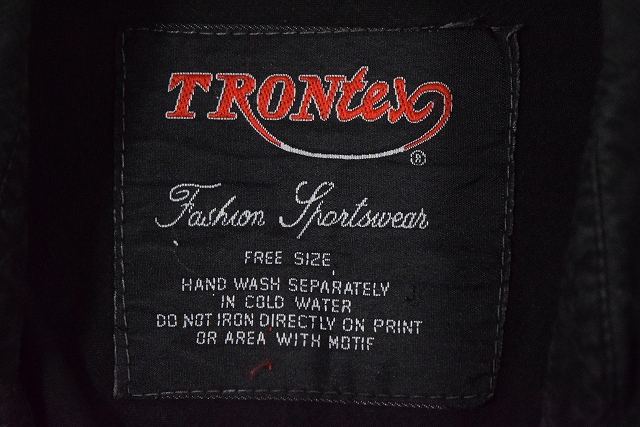 TRONtex
®
Fashion Sportswear
FREE SIZE
HAND WASH SEPARATELY
IN COLD WATER
DO NOT IRON DIRECTLY ON PRINT
OR AREA WITH MOTIF